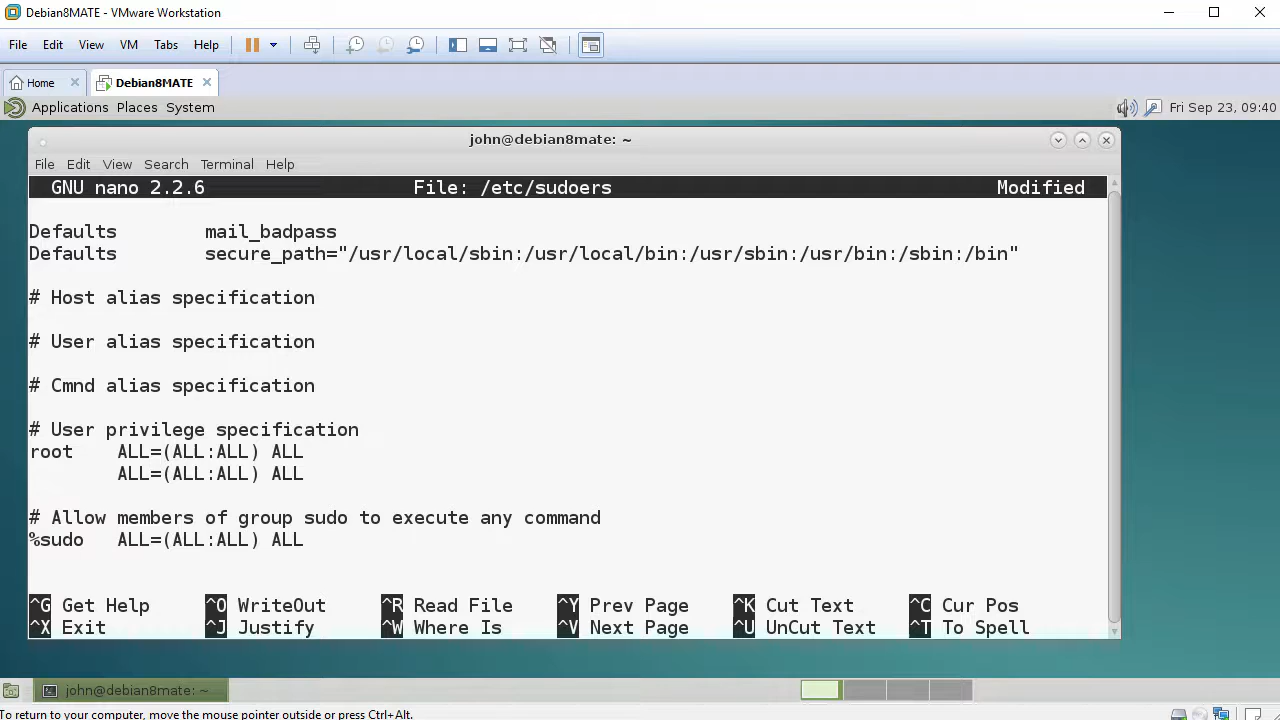 Debian8MATE - VMware Workstation
File Edit View VM Tabs Help
Home Debian8MATE
Applications Places System Fri Sep 23, 09:40
john@debian8mate: ~
File Edit View Search Terminal Help
GNU nano 2.2.6 File: /etc/sudoers Modified
Defaults mail_badpass
Defaults secure_path="/usr/local/sbin:/usr/local/bin:/usr/sbin:/usr/bin:/sbin:/bin"
# Host alias specification
# User alias specification
# Cmnd alias specification
# User privilege specification
root ALL=(ALL:ALL) ALL
ALL=(ALL:ALL) ALL
# Allow members of group sudo to execute any command
%sudo ALL=(ALL:ALL) ALL
^G Get Help ^O WriteOut ^R Read File ^Y Prev Page ^K Cut Text ^C Cur Pos
^X Exit ^J Justify ^W Where Is ^V Next Page ^U UnCut Text ^T To Spell
john@debian8mate: ~
To return to your computer, move the mouse pointer outside or press Ctrl+Alt.